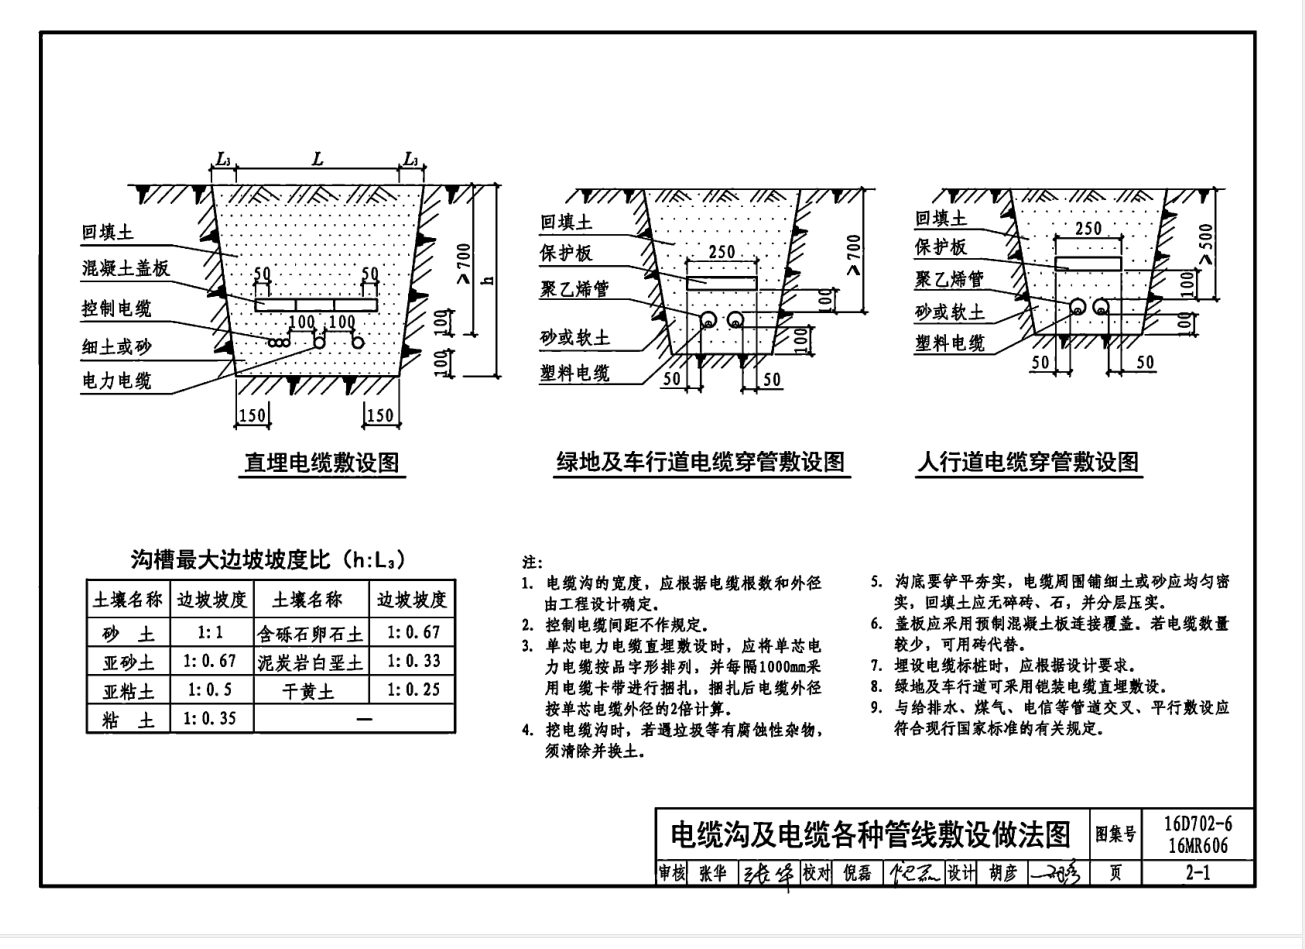 L₃ L L₃
回填土
混凝土盖板
控制电缆
细土或砂
电力电缆
50 50
100 100
≥700
h
100
100
150 150
直埋电缆敷设图
回填土
保护板
聚乙烯管
砂或软土
塑料电缆
250
≥700
100
100
50 50
绿地及车行道电缆穿管敷设图
回填土
保护板
聚乙烯管
砂或软土
塑料电缆
250
≥500
100
100
50 50
人行道电缆穿管敷设图
沟槽最大边坡坡度比（h:L₃）
土壤名称 边坡坡度 土壤名称 边坡坡度
砂 土 1:1 含砾石卵石土 1:0.67
亚砂土 1:0.67 泥炭岩白垩土 1:0.33
亚粘土 1:0.5 干黄土 1:0.25
粘 土 1:0.35 —
注:
1. 电缆沟的宽度，应根据电缆根数和外径
由工程设计确定。
2. 控制电缆间距不作规定。
3. 单芯电力电缆直埋敷设时，应将单芯电
力电缆按品字形排列，并每隔1000mm采
用电缆卡带进行捆扎，捆扎后电缆外径
按单芯电缆外径的2倍计算。
4. 挖电缆沟时，若遇垃圾等有腐蚀性杂物，
须清除并换土。
5. 沟底要铲平夯实，电缆周围铺细土或砂应均匀密
实，回填土应无碎砖、石，并分层压实。
6. 盖板应采用预制混凝土板连接覆盖。若电缆数量
较少，可用砖代替。
7. 埋设电缆标桩时，应根据设计要求。
8. 绿地及车行道可采用铠装电缆直埋敷设。
9. 与给排水、煤气、电信等管道交叉、平行敷设应
符合现行国家标准的有关规定。
电缆沟及电缆各种管线敷设做法图 图集号 16D702-6
16MR606
审核 张华 张华 校对 倪磊 设计 胡彦 页 2-1